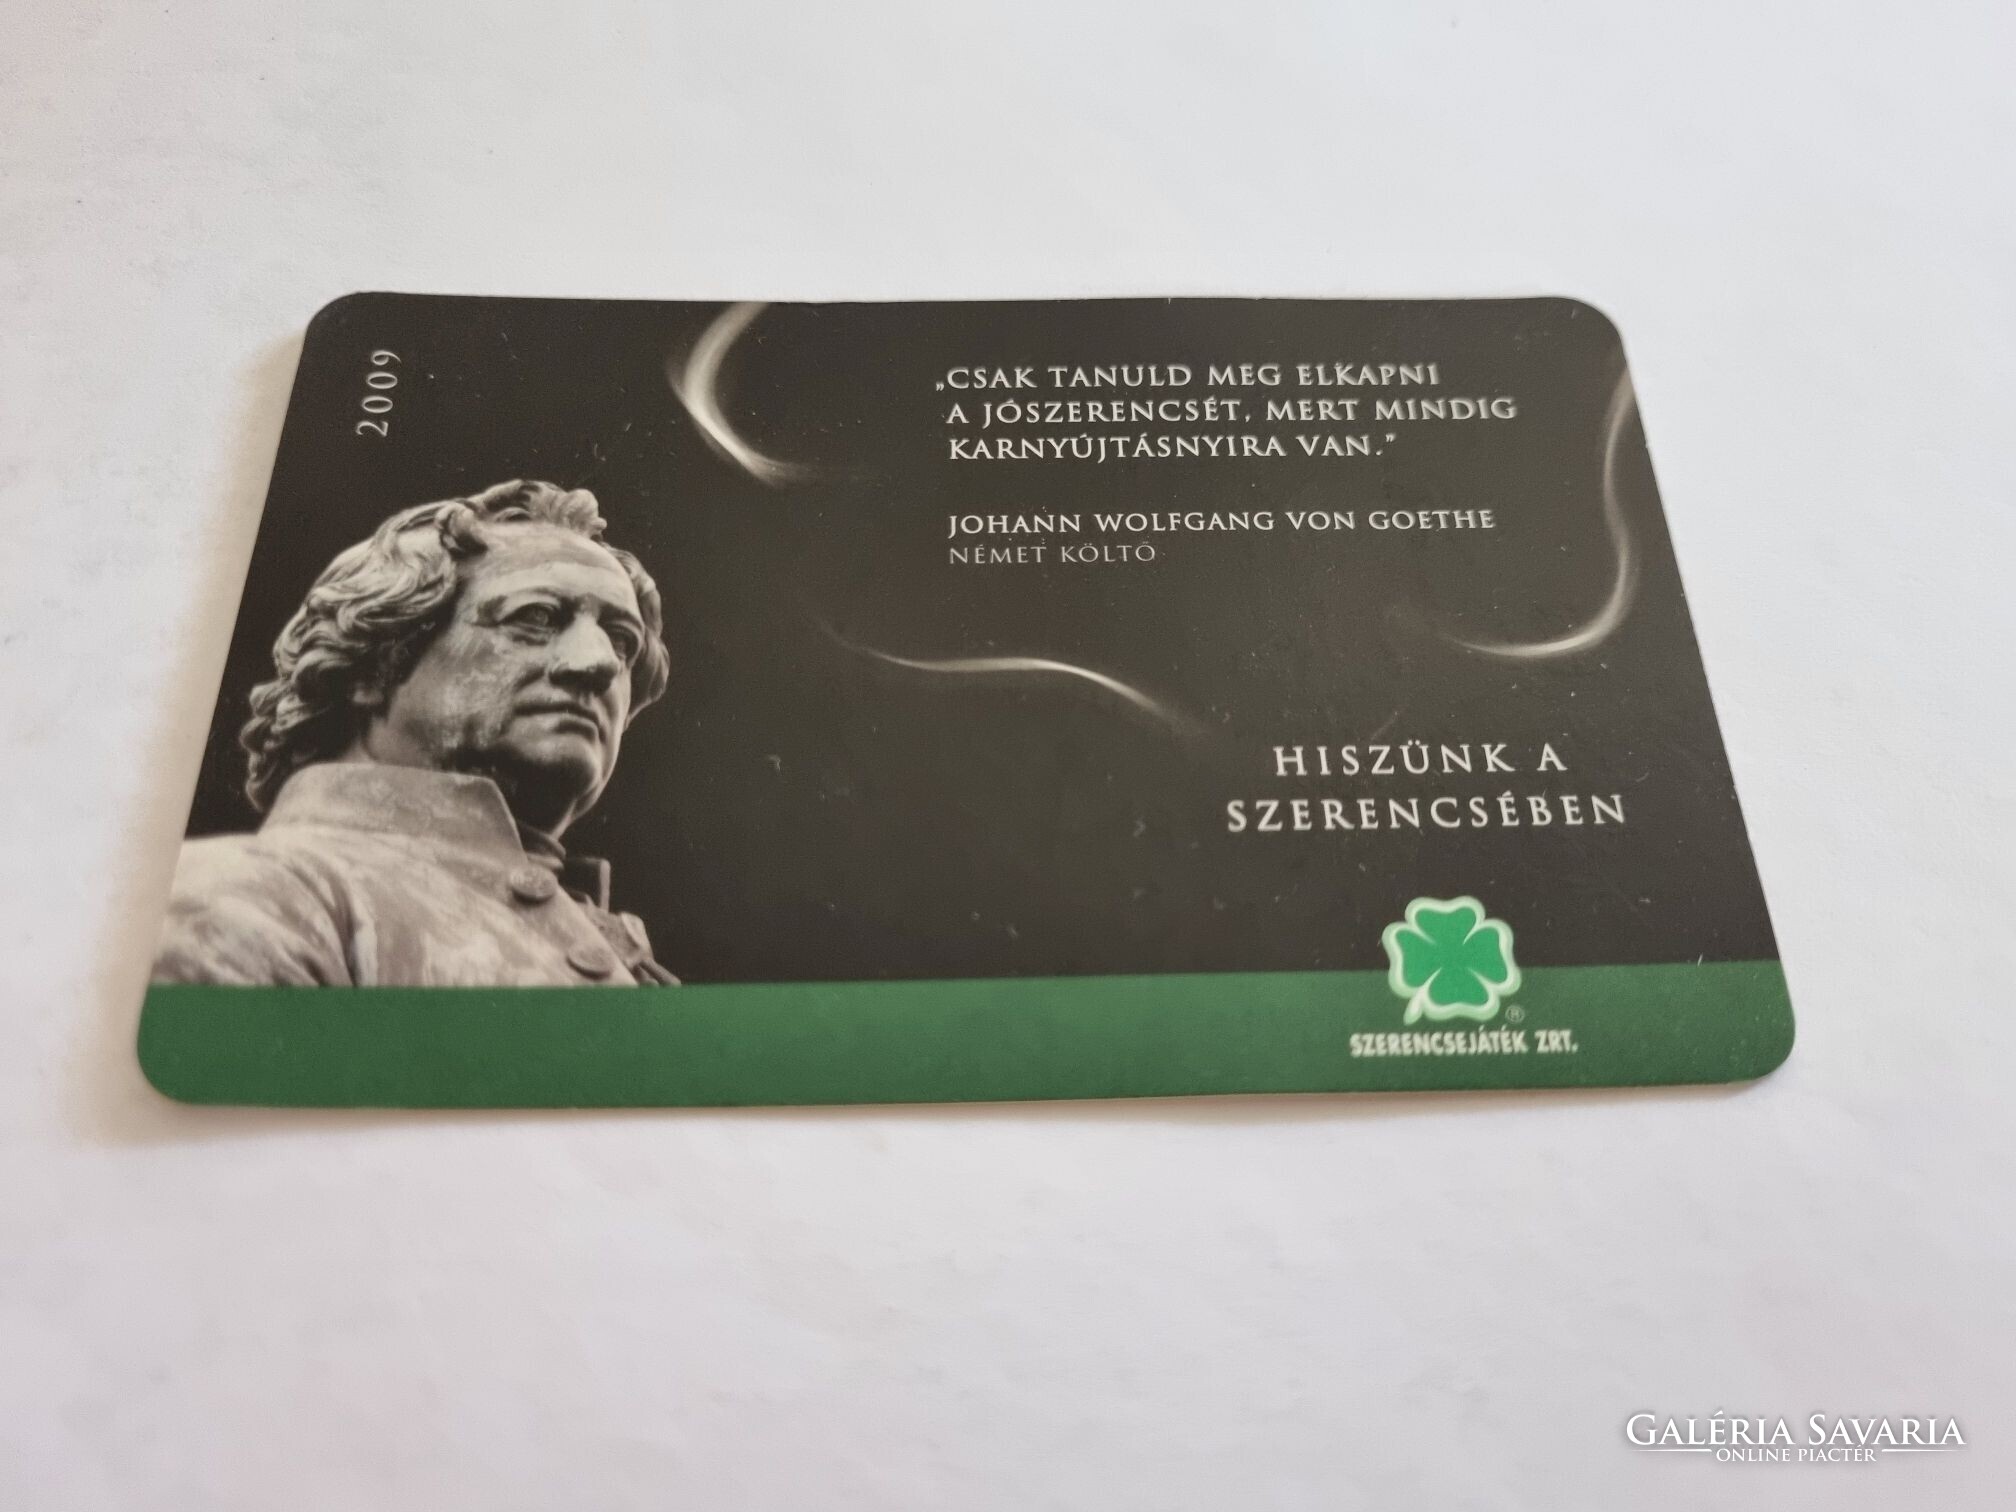 2009
„CSAK TANULD MEG ELKAPNI
A JÓSZERENCSÉT, MERT MINDIG
KARNYÚJTÁSNYIRA VAN.”
JOHANN WOLFGANG VON GOETHE
NÉMET KÖLTŐ
HISZÜNK A
SZERENCSÉBEN
®
SZERENCSEJÁTÉK ZRT.
GALÉRIA SAVARIA
ONLINE PIACTÉR